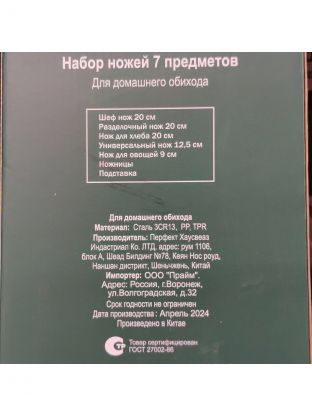 Набор ножей 7 предметов
Для домашнего обихода
Шеф нож 20 см
Разделочный нож 20 см
Нож для хлеба 20 см
Универсальный нож 12,5 см
Нож для овощей 9 см
Ножницы
Подставка
Для домашнего обихода
Материал: Сталь 3CR13, PP, TPR
Производитель: Перфект Хаусвеаз
Индастриал Ко. ЛТД, адрес: рум 1106,
блок А, Швад Билдинг №78, Кеян Нос роуд,
Наншан дистрикт, Шеньчжень, Китай
Импортер: ООО "Прайм".
Адрес: Россия, г.Воронеж,
ул.Волгоградская, д.32
Срок годности не ограничен
Дата производства: Апрель 2024
Произведено в Китае
Товар сертифицирован
ГОСТ 27002-86